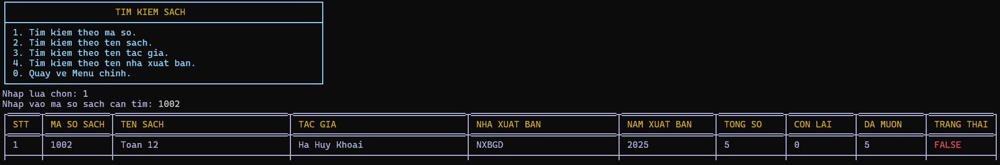 TIM KIEM SACH
1. Tim kiem theo ma so.
2. Tim kiem theo ten sach.
3. Tim kiem theo ten tac gia.
4. Tim kiem theo ten nha xuat ban.
0. Quay ve Menu chinh.
Nhap lua chon: 1
Nhap vao ma so sach can tim: 1002
STT MA SO SACH TEN SACH TAC GIA NHA XUAT BAN NAM XUAT BAN TONG SO CON LAI DA MUON TRANG THAI
1 1002 Toan 12 Ha Huy Khoai NXBGD 2025 5 0 5 FALSE